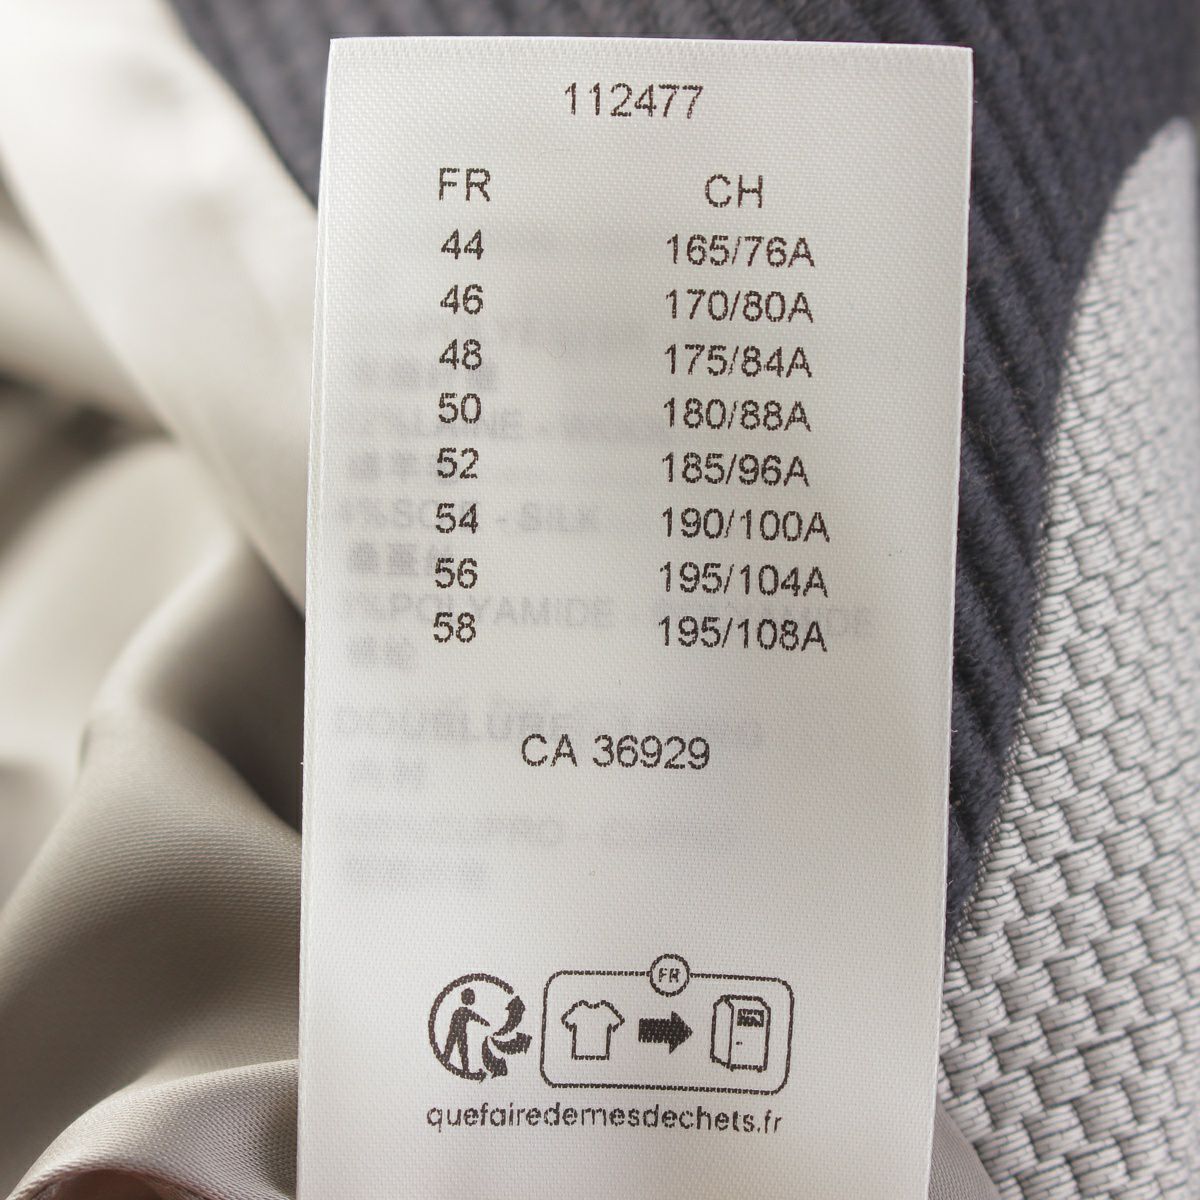 112477
FR CH
44 165/76A
46 170/80A
48 175/84A
50 180/88A
52 185/96A
54 190/100A
56 195/104A
58 195/108A
CA 36929
FR
quefairedemesdechets.fr